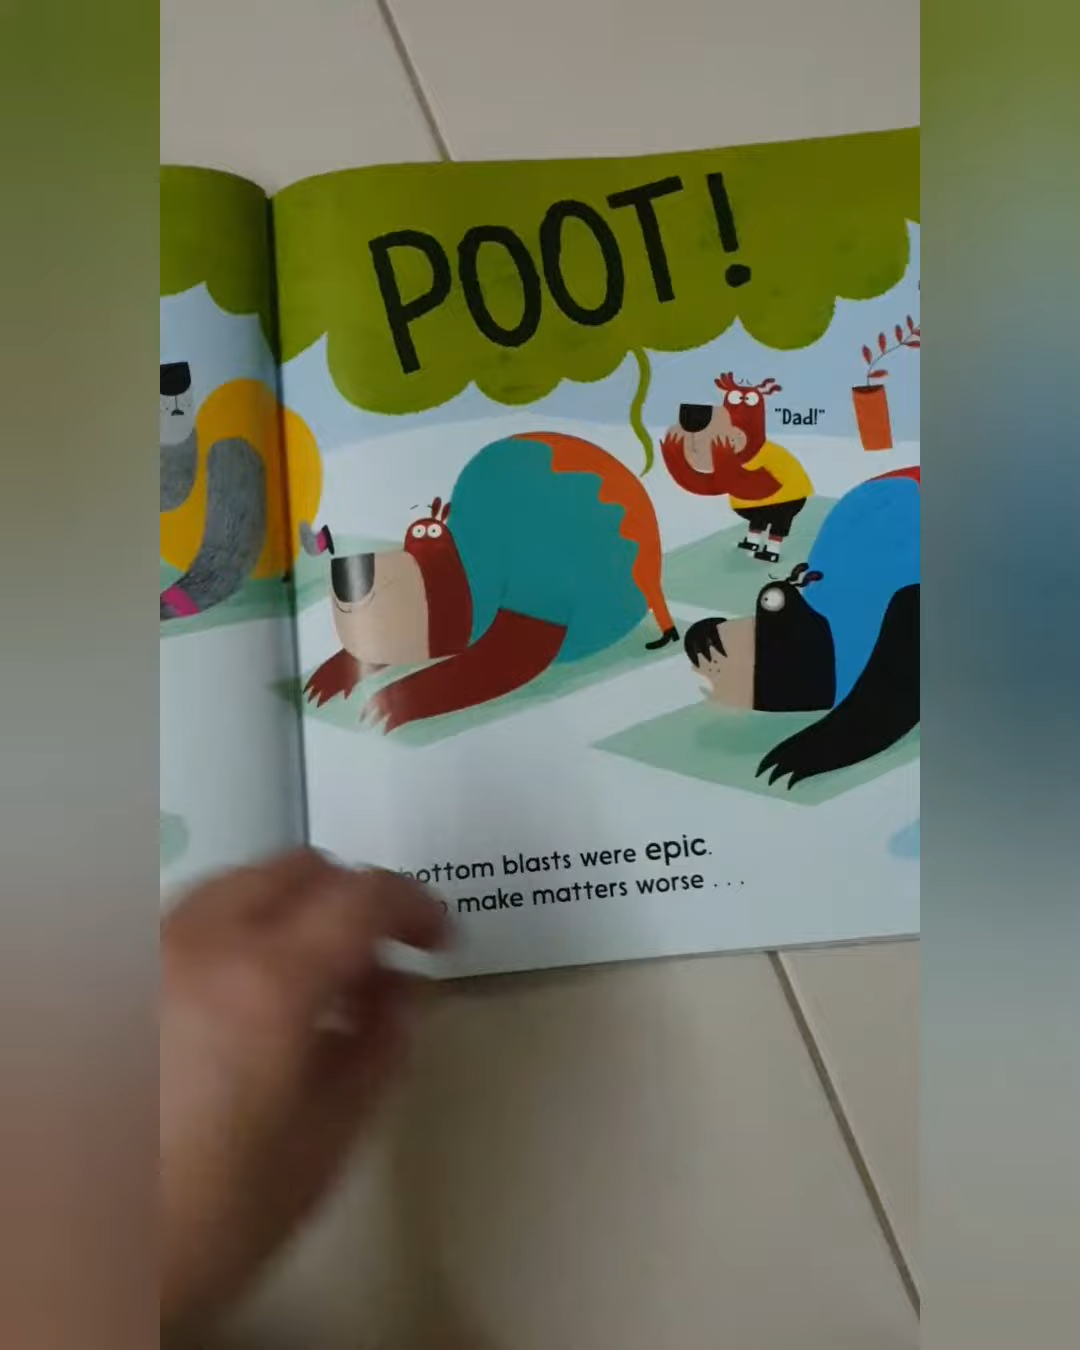 POOT!
"Dad!"
bottom blasts were epic.
make matters worse . . .